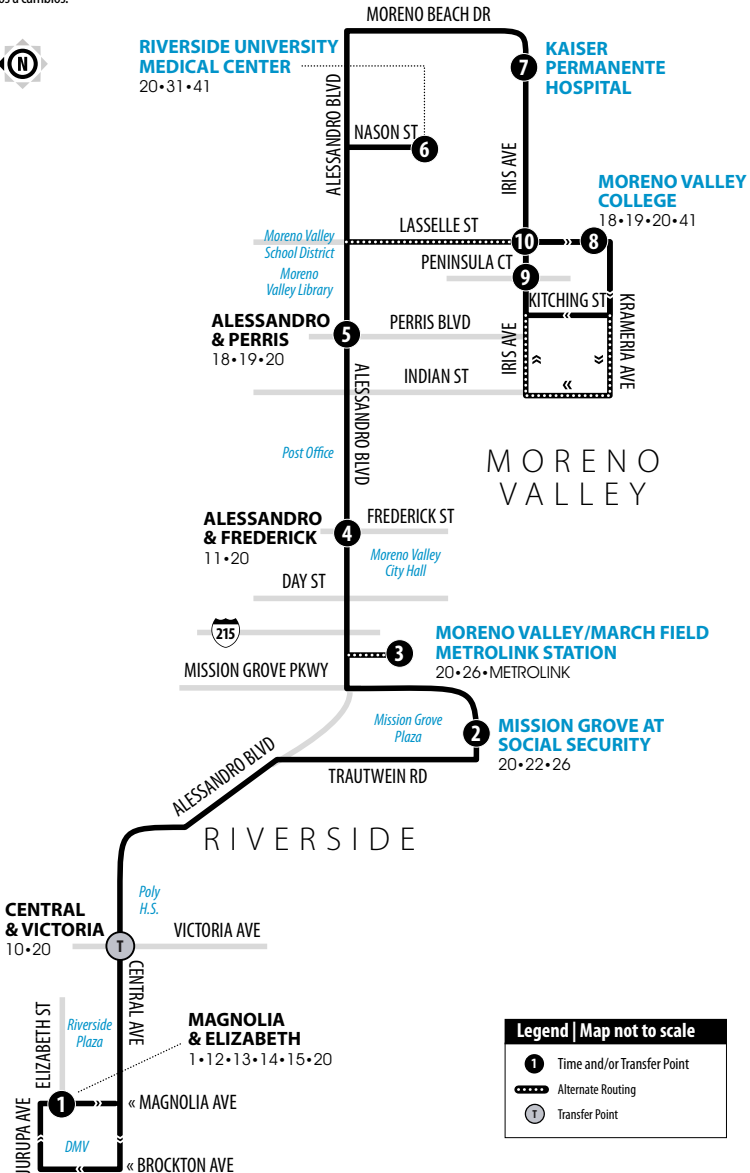 os a cambios.
N
MORENO BEACH DR
RIVERSIDE UNIVERSITY
MEDICAL CENTER
20•31•41
7
KAISER
PERMANENTE
HOSPITAL
ALESSANDRO BLVD
NASON ST
6
IRIS AVE
MORENO VALLEY
COLLEGE
18•19•20•41
LASSELLE ST
10
8
Moreno Valley
School District
Moreno
Valley Library
PENINSULA CT
9
KITCHING ST
KRAMERIA AVE
ALESSANDRO
& PERRIS
18•19•20
5
PERRIS BLVD
IRIS AVE
INDIAN ST
ALESSANDRO BLVD
Post Office
MORENO
VALLEY
ALESSANDRO
& FREDERICK
11•20
4
FREDERICK ST
Moreno Valley
City Hall
DAY ST
215
3
MORENO VALLEY/MARCH FIELD
METROLINK STATION
20•26•METROLINK
MISSION GROVE PKWY
Mission Grove
Plaza
2
MISSION GROVE AT
SOCIAL SECURITY
20•22•26
ALESSANDRO BLVD
TRAUTWEIN RD
RIVERSIDE
Poly
H.S.
CENTRAL
& VICTORIA
10•20
T
VICTORIA AVE
CENTRAL AVE
ELIZABETH ST
Riverside
Plaza
MAGNOLIA
& ELIZABETH
1•12•13•14•15•20
1
« MAGNOLIA AVE
JURUPA AVE
DMV
« BROCKTON AVE
Legend | Map not to scale
1 Time and/or Transfer Point
Alternate Routing
T Transfer Point